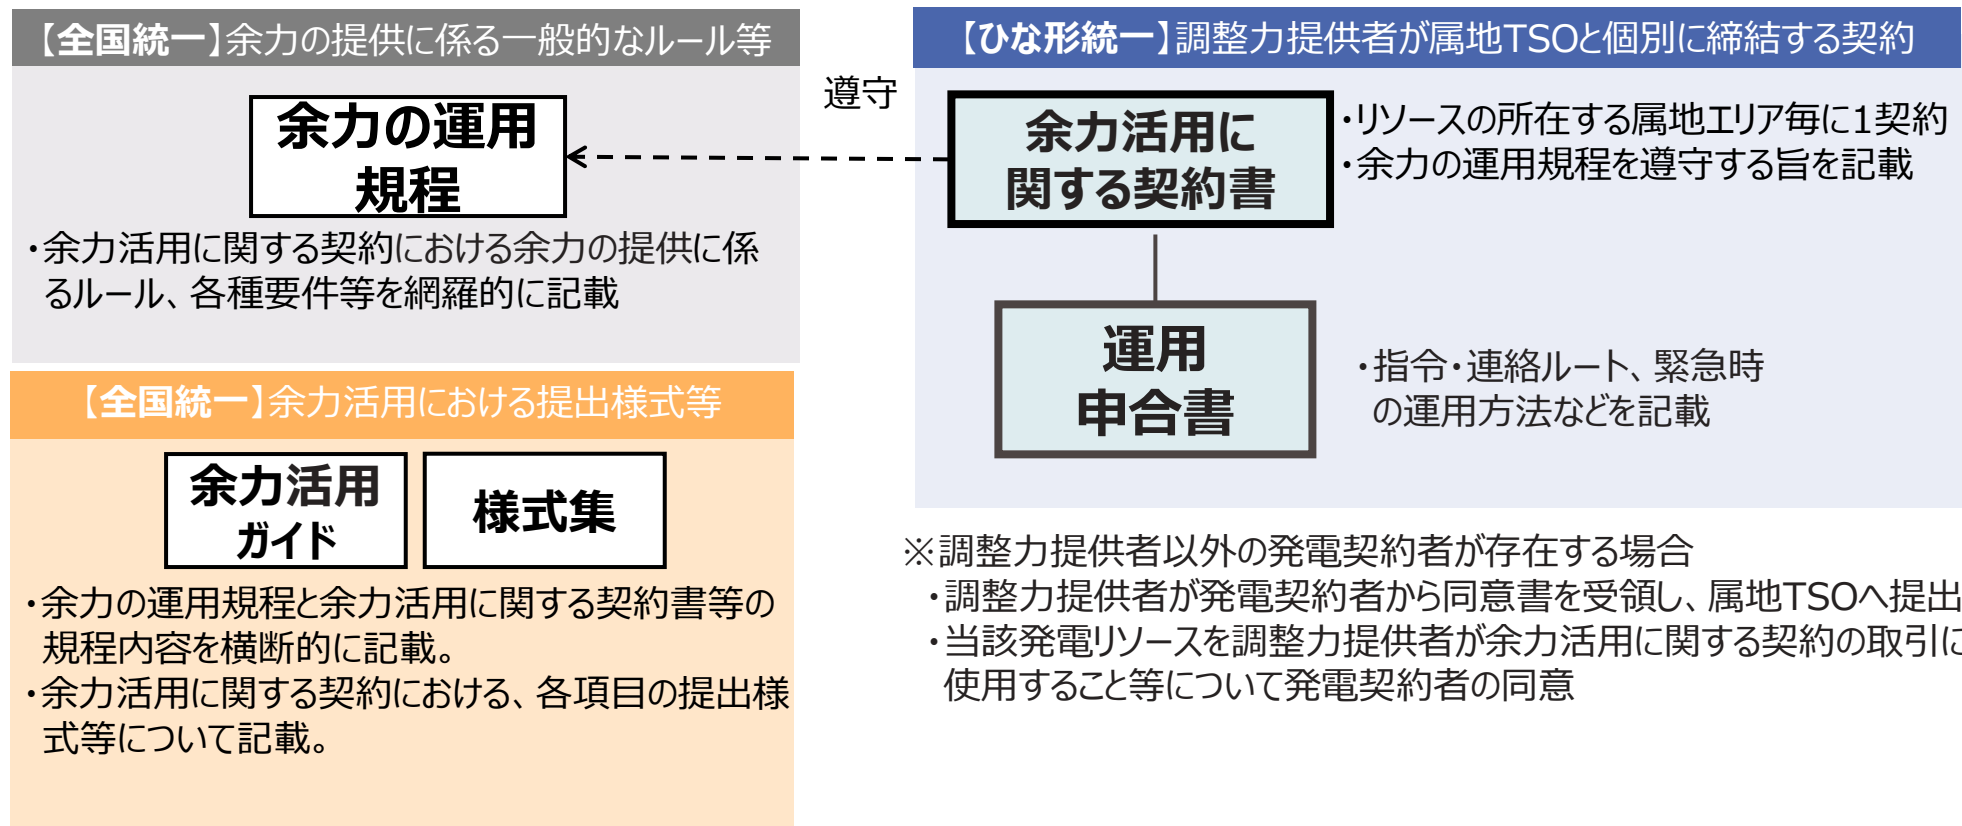 【全国統一】余力の提供に係る一般的なルール等
余力の運用
規程
・余力活用に関する契約における余力の提供に係
るルール、各種要件等を網羅的に記載
【全国統一】余力活用における提出様式等
余力活用
ガイド
様式集
・余力の運用規程と余力活用に関する契約書等の
規程内容を横断的に記載。
・余力活用に関する契約における、各項目の提出様
式等について記載。
遵守
【ひな形統一】調整力提供者が属地TSOと個別に締結する契約
余力活用に
関する契約書
・リソースの所在する属地エリア毎に1契約
・余力の運用規程を遵守する旨を記載
運用
申合書
・指令・連絡ルート、緊急時
の運用方法などを記載
※調整力提供者以外の発電契約者が存在する場合
・調整力提供者が発電契約者から同意書を受領し、属地TSOへ提出
・当該発電リソースを調整力提供者が余力活用に関する契約の取引に
使用すること等について発電契約者の同意